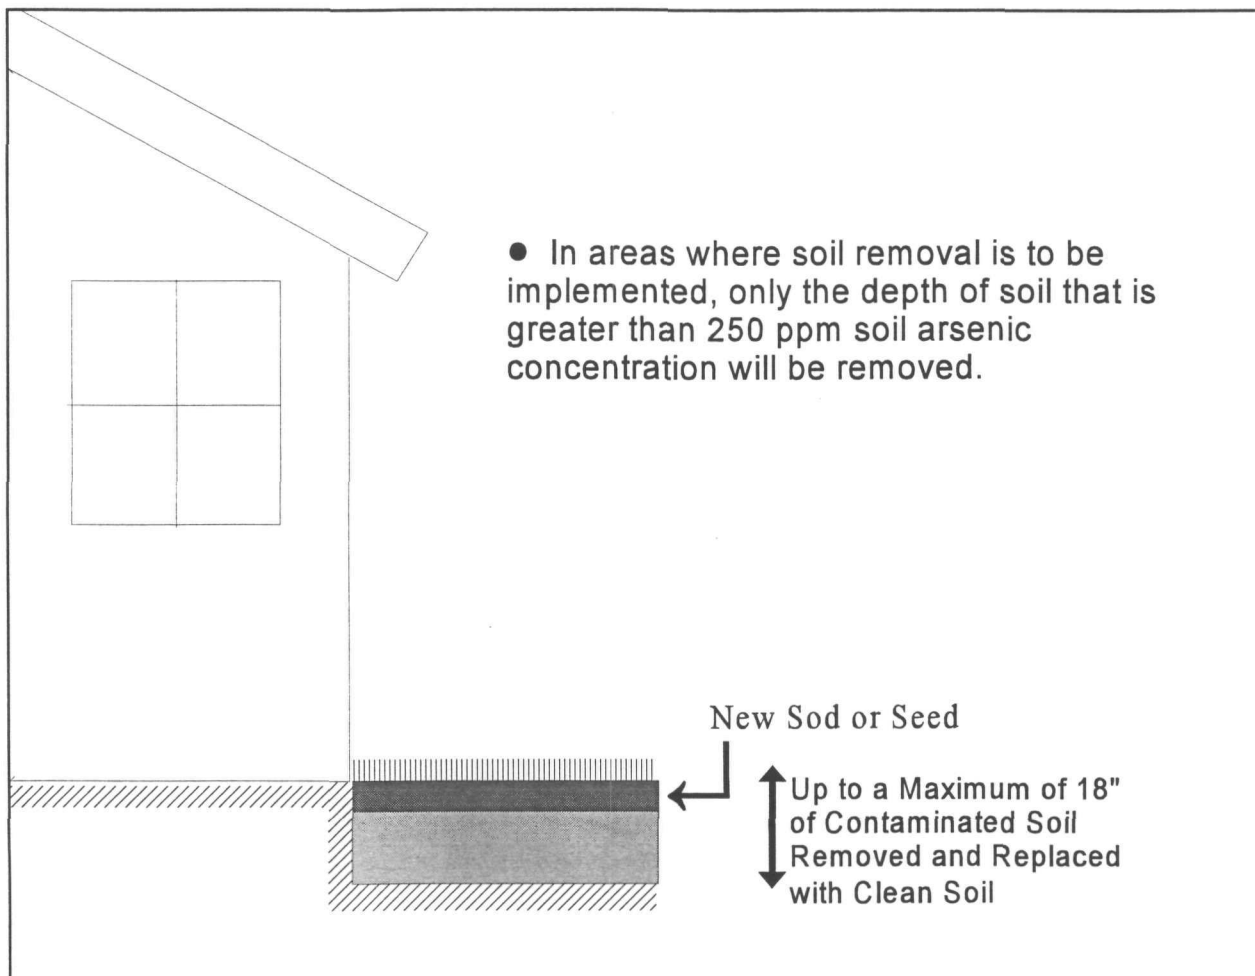 ● In areas where soil removal is to be
implemented, only the depth of soil that is
greater than 250 ppm soil arsenic
concentration will be removed.
New Sod or Seed
Up to a Maximum of 18"
of Contaminated Soil
Removed and Replaced
with Clean Soil